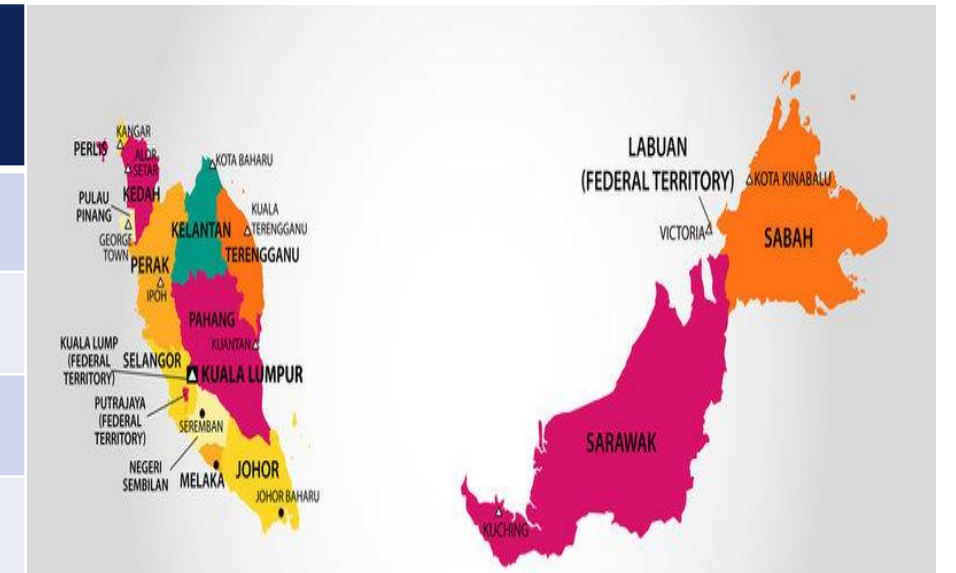 KANGAR
PERLIS
ALOR
SETAR
KOTA BAHARU
KEDAH
PULAU
PINANG
GEORGE
TOWN
KUALA
TERENGGANU
KELANTAN
TERENGGANU
PERAK
IPOH
PAHANG
KUANTAN
KUALA LUMP
(FEDERAL
TERRITORY)
SELANGOR
KUALA LUMPUR
PUTRAJAYA
(FEDERAL
TERRITORY)
SEREMBAN
NEGERI
SEMBILAN
MELAKA
JOHOR
JOHOR BAHARU
LABUAN
(FEDERAL TERRITORY)
KOTA KINABALU
VICTORIA
SABAH
SARAWAK
KUCHING